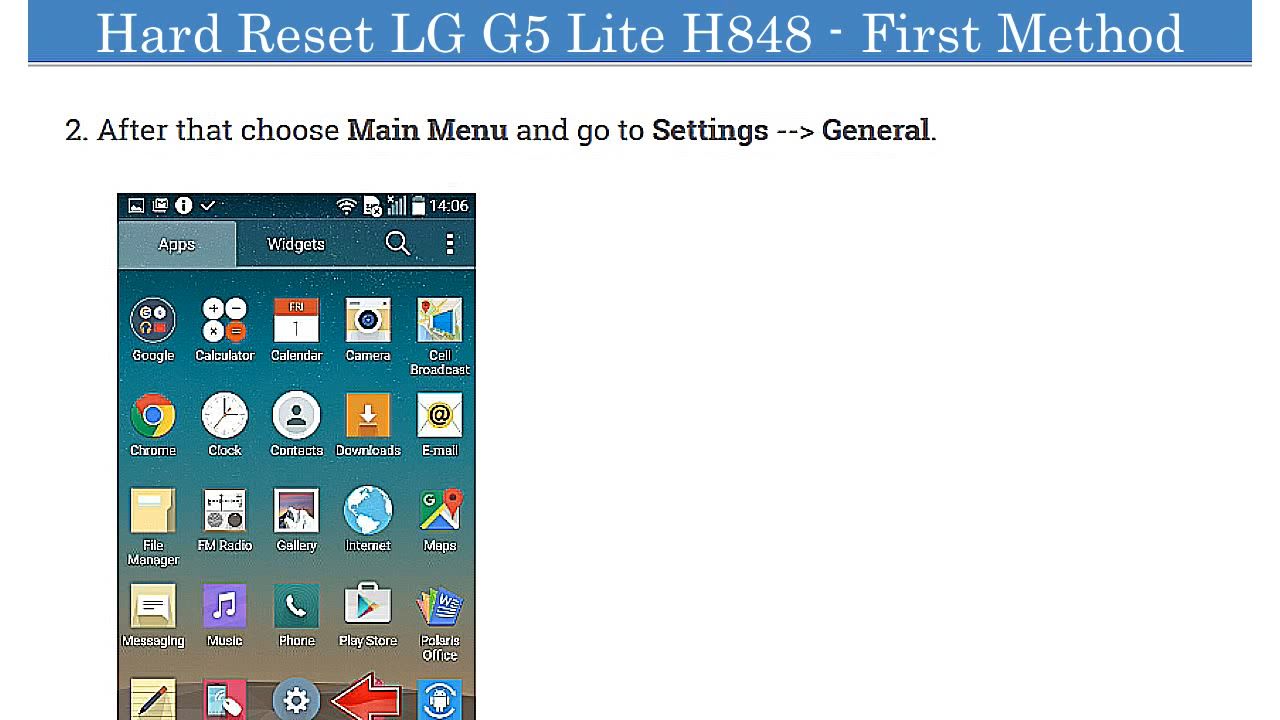 Hard Reset LG G5 Lite H848 - First Method
2. After that choose Main Menu and go to Settings --> General.
14:06
Apps Widgets
FRI
1
Google Calculator Calendar Camera Cell
Broadcast
Chrome Clock Contacts Downloads E-mail
File FM Radio Gallery Internet Maps
Manager
Messaging Music Phone Play Store Polaris
Office